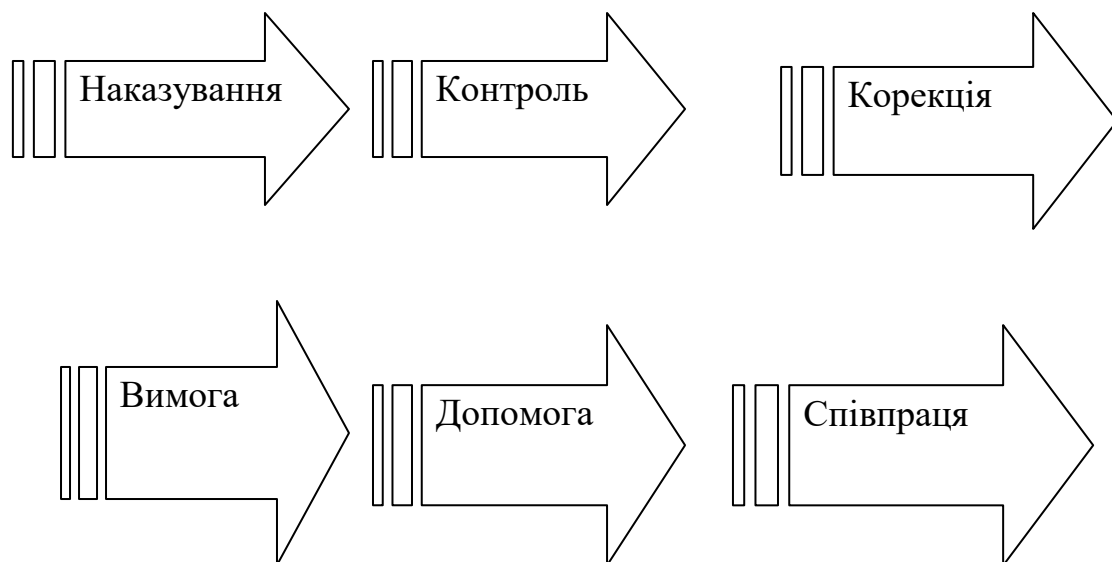 Наказування
Контроль
Корекція
Вимога
Допомога
Співпраця